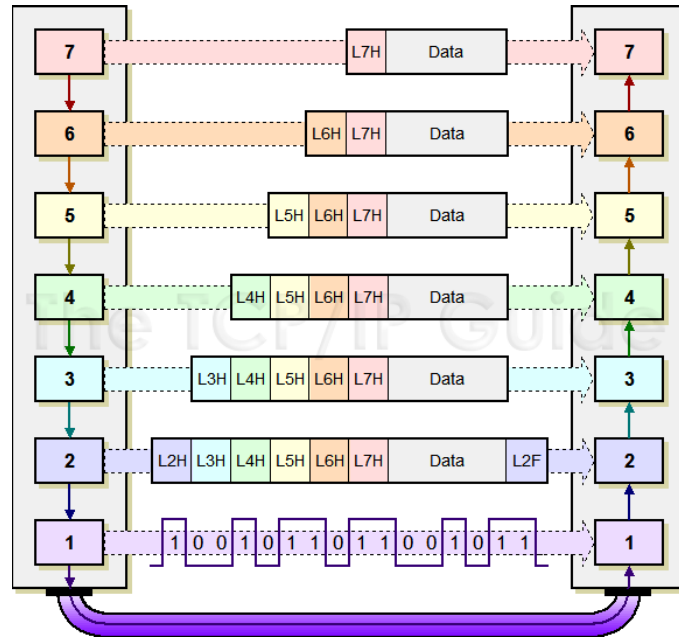 7 L7H Data 7
6 L6H L7H Data 6
5 L5H L6H L7H Data 5
4 L4H L5H L6H L7H Data 4
The TCP/IP Guide
3 L3H L4H L5H L6H L7H Data 3
2 L2H L3H L4H L5H L6H L7H Data L2F 2
1 1 0 0 1 0 1 1 0 1 1 0 0 1 0 1 1 1